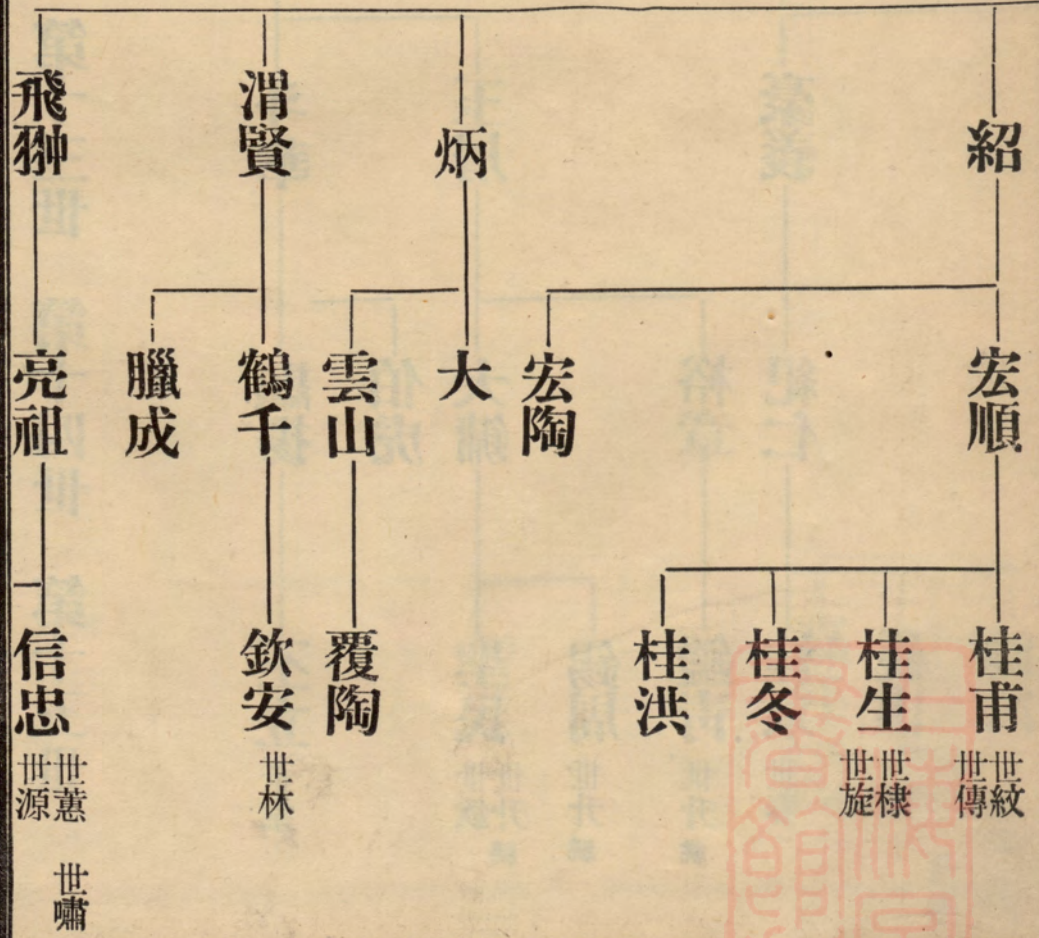 紹
炳
渭賢
飛翀
宏順
宏陶
大
雲山
鶴千
臘成
亮祖
桂甫
桂生
桂冬
桂洪
覆陶
欽安
信忠
世紋
世傳
世棣
世旋
世林
世蕙
世嘯
世源